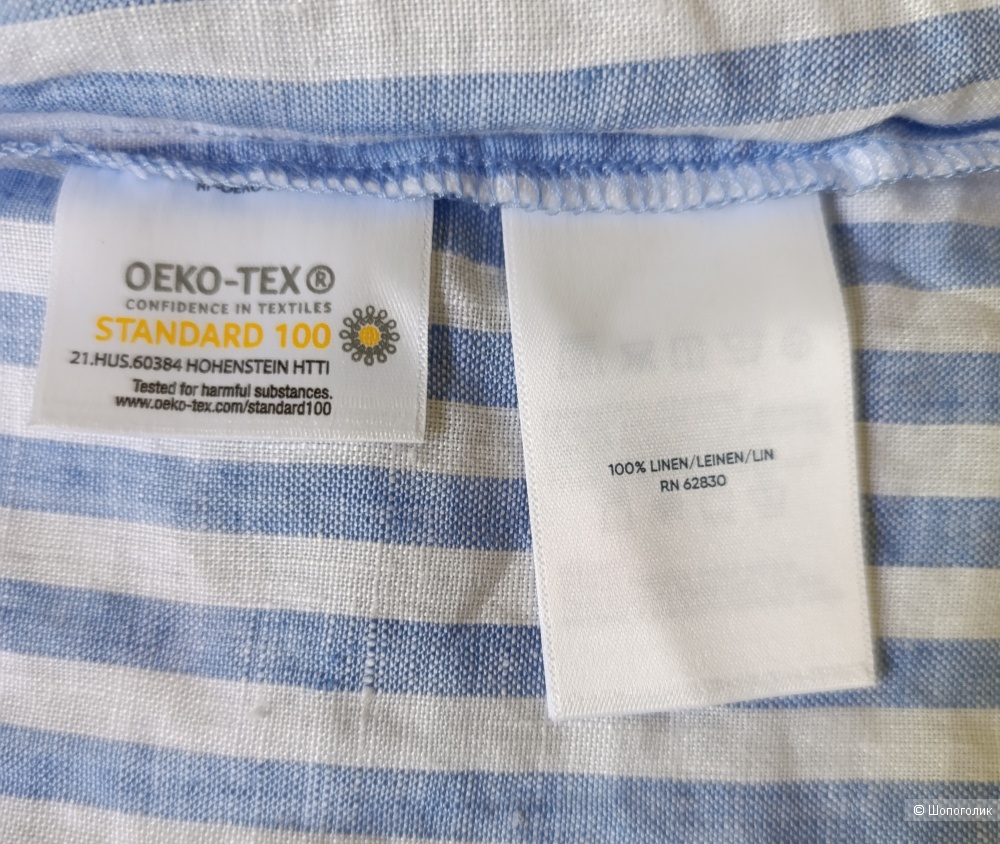 OEKO-TEX®
CONFIDENCE IN TEXTILES
STANDARD 100
21.HUS.60384 HOHENSTEIN HTTI
Tested for harmful substances.
www.oeko-tex.com/standard100
100% LINEN/LEINEN/LIN
RN 62830
© Шопоголик